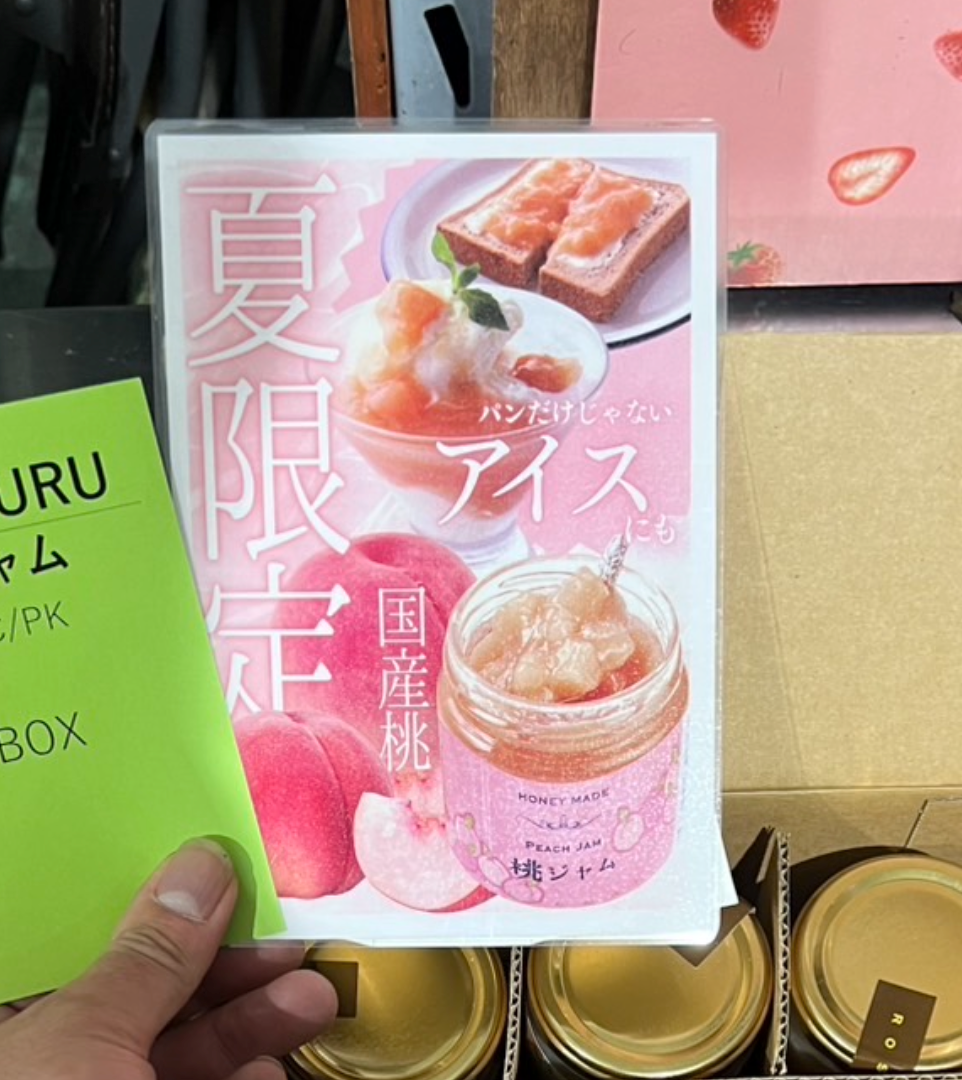 夏限定
パンだけじゃない
アイス
にも
国産桃
HONEY MADE
PEACH JAM
桃ジャム
URU
ャム
/PK
BOX
ROS